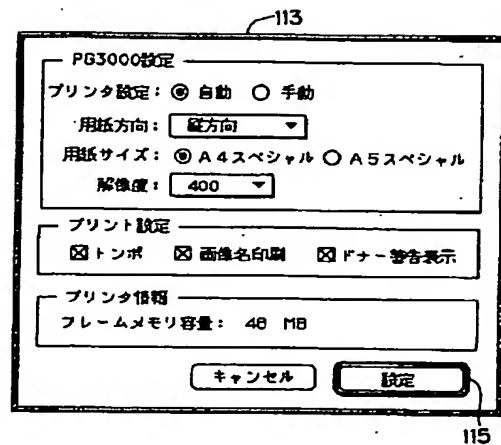 113
PG3000設定
プリンタ設定: ◉ 自動 ○ 手動
用紙方向: 縦方向 ▼
用紙サイズ: ◉ A4スペシャル ○ A5スペシャル
解像度: 400 ▼
プリント設定
☒ トンボ ☒ 画像名印刷 ☒ ドナー警告表示
プリンタ情報
フレームメモリ容量: 48 MB
キャンセル 設定
115